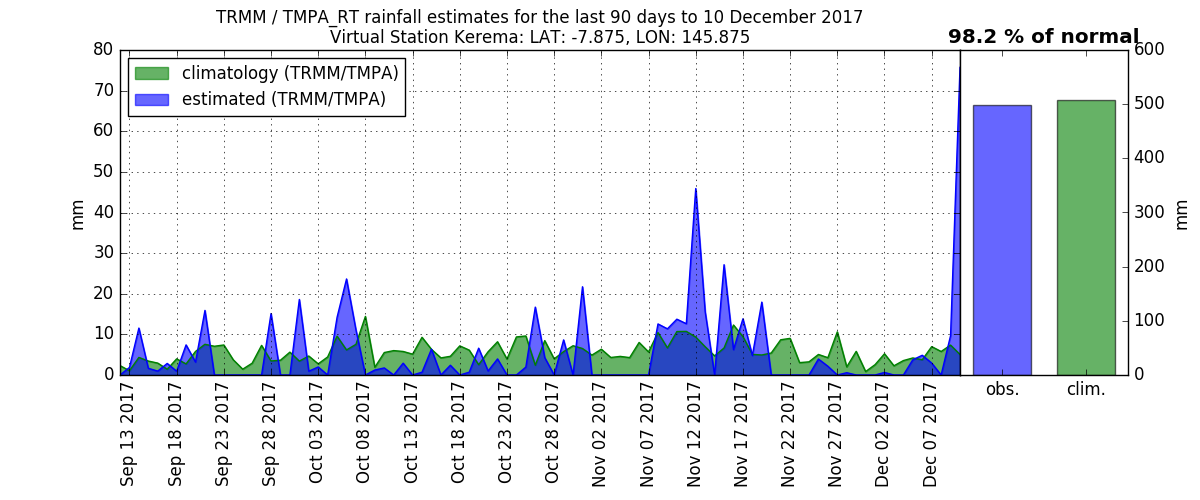 TRMM / TMPA_RT rainfall estimates for the last 90 days to 10 December 2017
Virtual Station Kerema: LAT: -7.875, LON: 145.875
98.2 % of normal
climatology (TRMM/TMPA)
estimated (TRMM/TMPA)
80
70
60
50
40
30
20
10
0
mm
600
500
400
300
200
100
0
mm
obs.
clim.
Sep 13 2017
Sep 18 2017
Sep 23 2017
Sep 28 2017
Oct 03 2017
Oct 08 2017
Oct 13 2017
Oct 18 2017
Oct 23 2017
Oct 28 2017
Nov 02 2017
Nov 07 2017
Nov 12 2017
Nov 17 2017
Nov 22 2017
Nov 27 2017
Dec 02 2017
Dec 07 2017